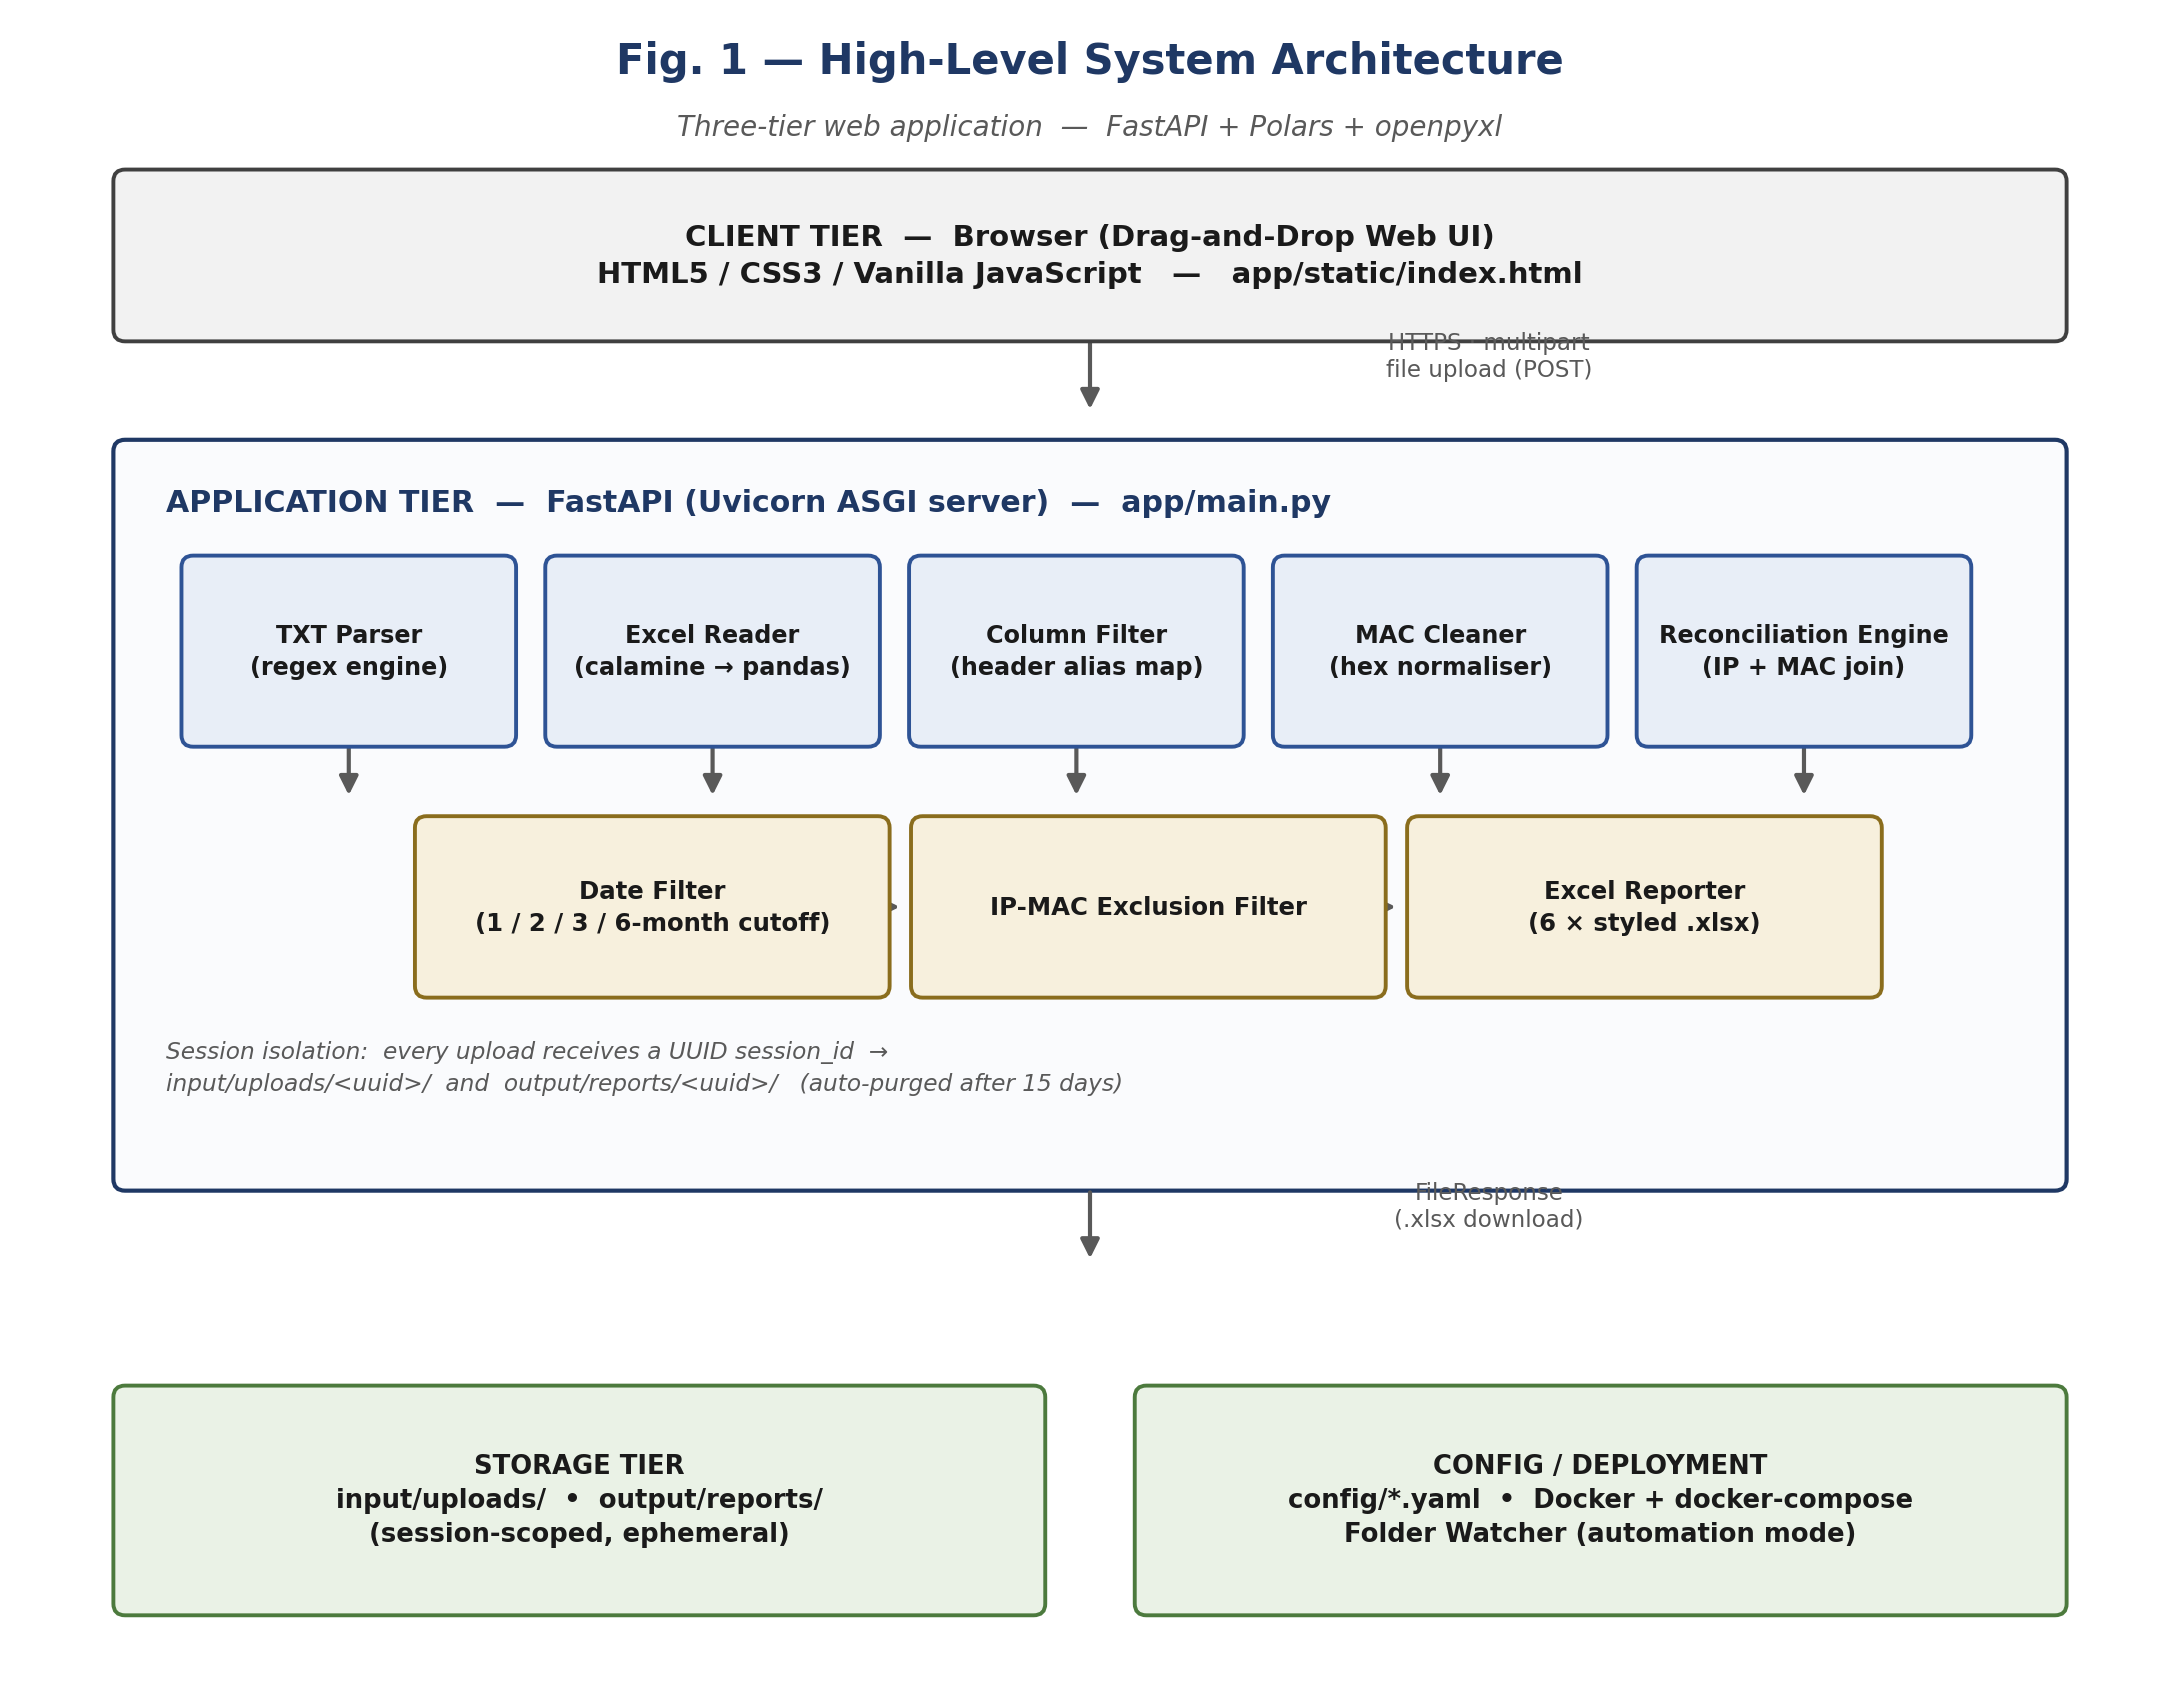 Fig. 1 — High-Level System Architecture
Three-tier web application — FastAPI + Polars + openpyxl
CLIENT TIER — Browser (Drag-and-Drop Web UI)
HTML5 / CSS3 / Vanilla JavaScript — app/static/index.html
HTTPS · multipart
file upload (POST)
APPLICATION TIER — FastAPI (Uvicorn ASGI server) — app/main.py
TXT Parser
(regex engine)
Excel Reader
(calamine → pandas)
Column Filter
(header alias map)
MAC Cleaner
(hex normaliser)
Reconciliation Engine
(IP + MAC join)
Date Filter
(1 / 2 / 3 / 6-month cutoff)
IP-MAC Exclusion Filter
Excel Reporter
(6 × styled .xlsx)
Session isolation: every upload receives a UUID session_id →
input/uploads/<uuid>/ and output/reports/<uuid>/ (auto-purged after 15 days)
FileResponse
(.xlsx download)
STORAGE TIER
input/uploads/ • output/reports/
(session-scoped, ephemeral)
CONFIG / DEPLOYMENT
config/*.yaml • Docker + docker-compose
Folder Watcher (automation mode)